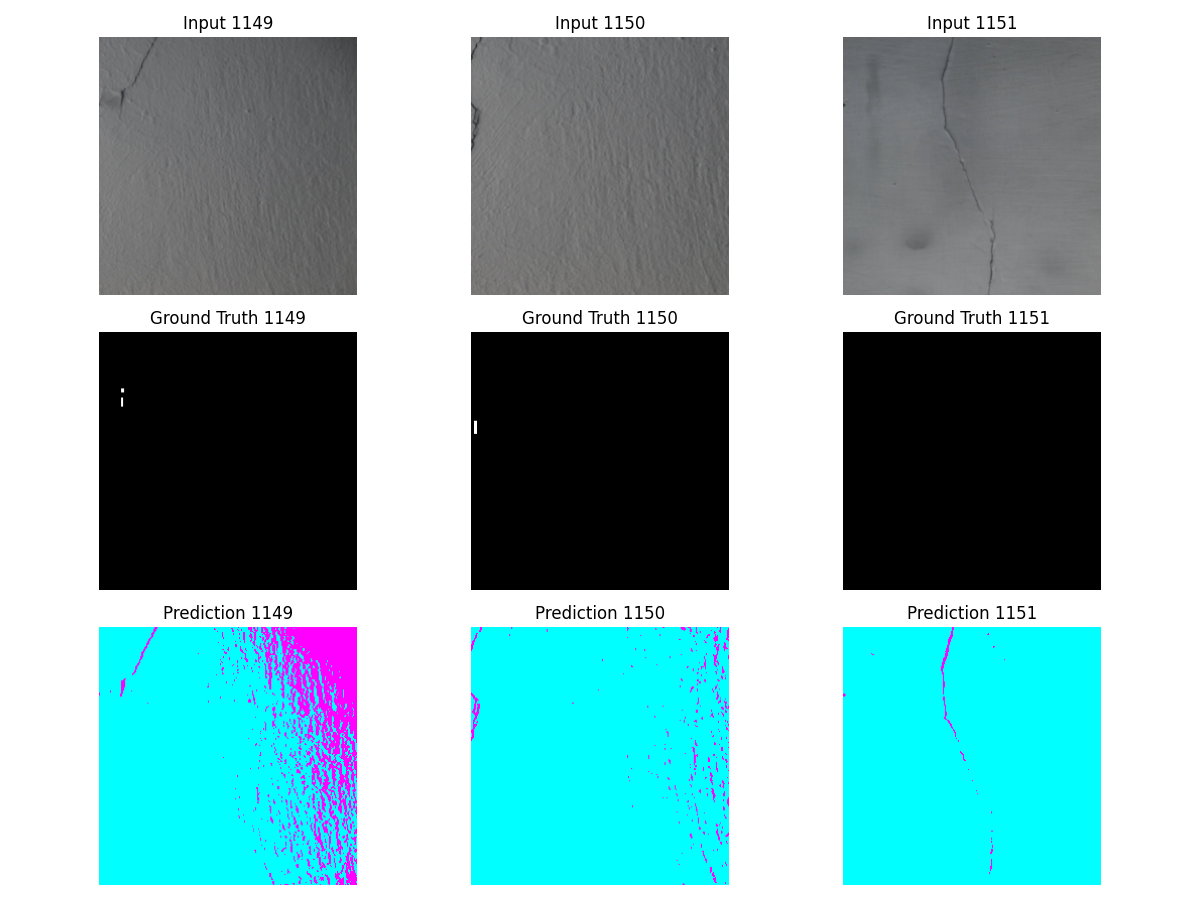 Input 1149
Input 1150
Input 1151
Ground Truth 1149
Ground Truth 1150
Ground Truth 1151
Prediction 1149
Prediction 1150
Prediction 1151